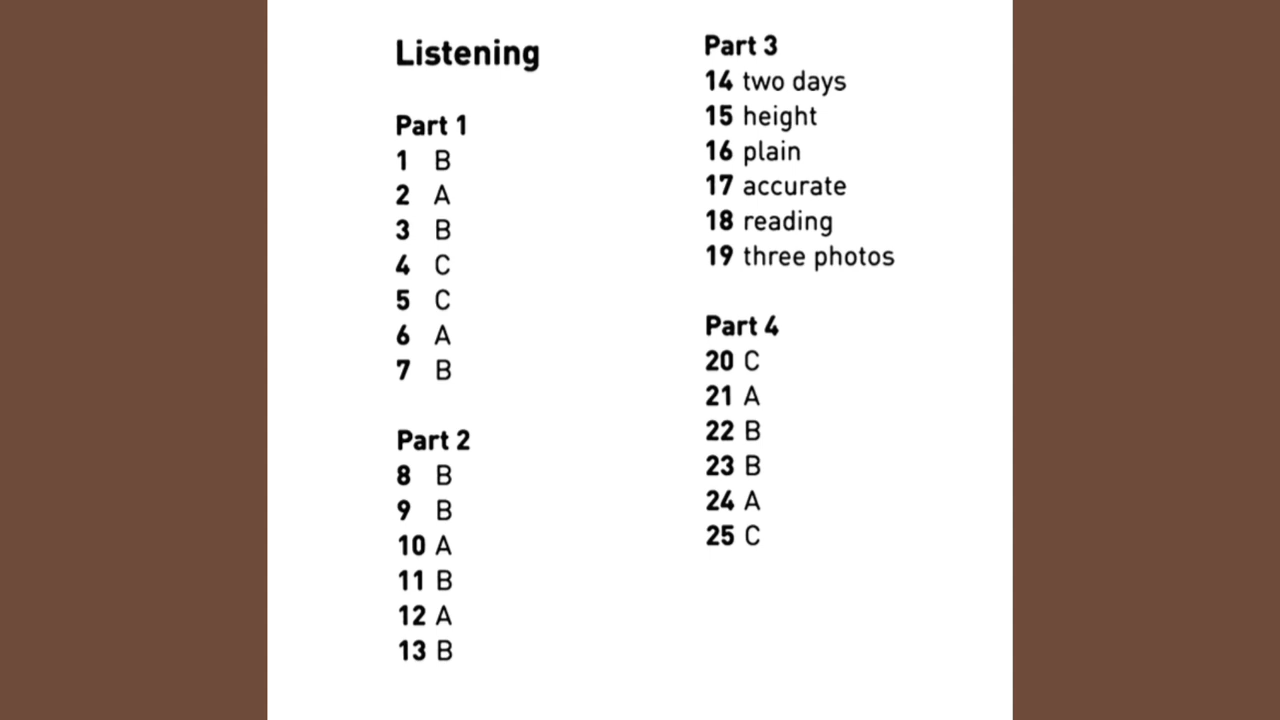 Listening
Part 1
1 B
2 A
3 B
4 C
5 C
6 A
7 B
Part 2
8 B
9 B
10 A
11 B
12 A
13 B
Part 3
14 two days
15 height
16 plain
17 accurate
18 reading
19 three photos
Part 4
20 C
21 A
22 B
23 B
24 A
25 C